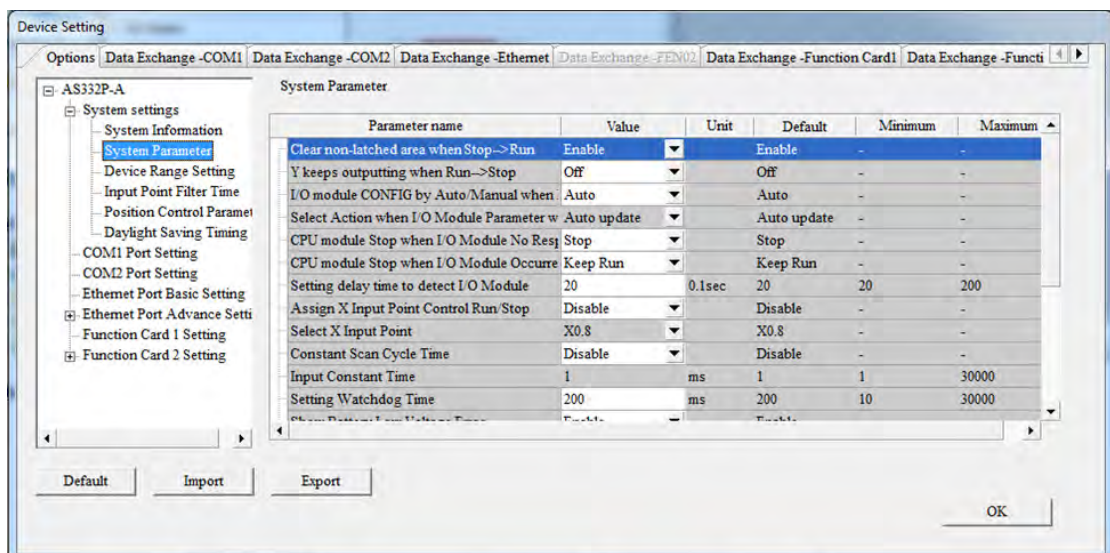 Device Setting
Options Data Exchange -COM1 Data Exchange -COM2 Data Exchange -Ethernet Data Exchange -FEN02 Data Exchange -Function Card1 Data Exchange -Functi
AS332P-A
System settings
System Information
System Parameter
Device Range Setting
Input Point Filter Time
Position Control Paramet
Daylight Saving Timing
COM1 Port Setting
COM2 Port Setting
Ethernet Port Basic Setting
Ethernet Port Advance Setti
Function Card 1 Setting
Function Card 2 Setting
System Parameter
Parameter name Value Unit Default Minimum Maximum
Clear non-latched area when Stop-->Run Enable Enable - -
Y keeps outputting when Run-->Stop Off Off - -
I/O module CONFIG by Auto/Manual when Auto Auto - -
Select Action when I/O Module Parameter w Auto update Auto update - -
CPU module Stop when I/O Module No Resp Stop Stop - -
CPU module Stop when I/O Module Occurre Keep Run Keep Run - -
Setting delay time to detect I/O Module 20 0.1sec 20 20 200
Assign X Input Point Control Run/Stop Disable Disable - -
Select X Input Point X0.8 X0.8 - -
Constant Scan Cycle Time Disable Disable - -
Input Constant Time 1 ms 1 1 30000
Setting Watchdog Time 200 ms 200 10 30000
Default Import Export
OK